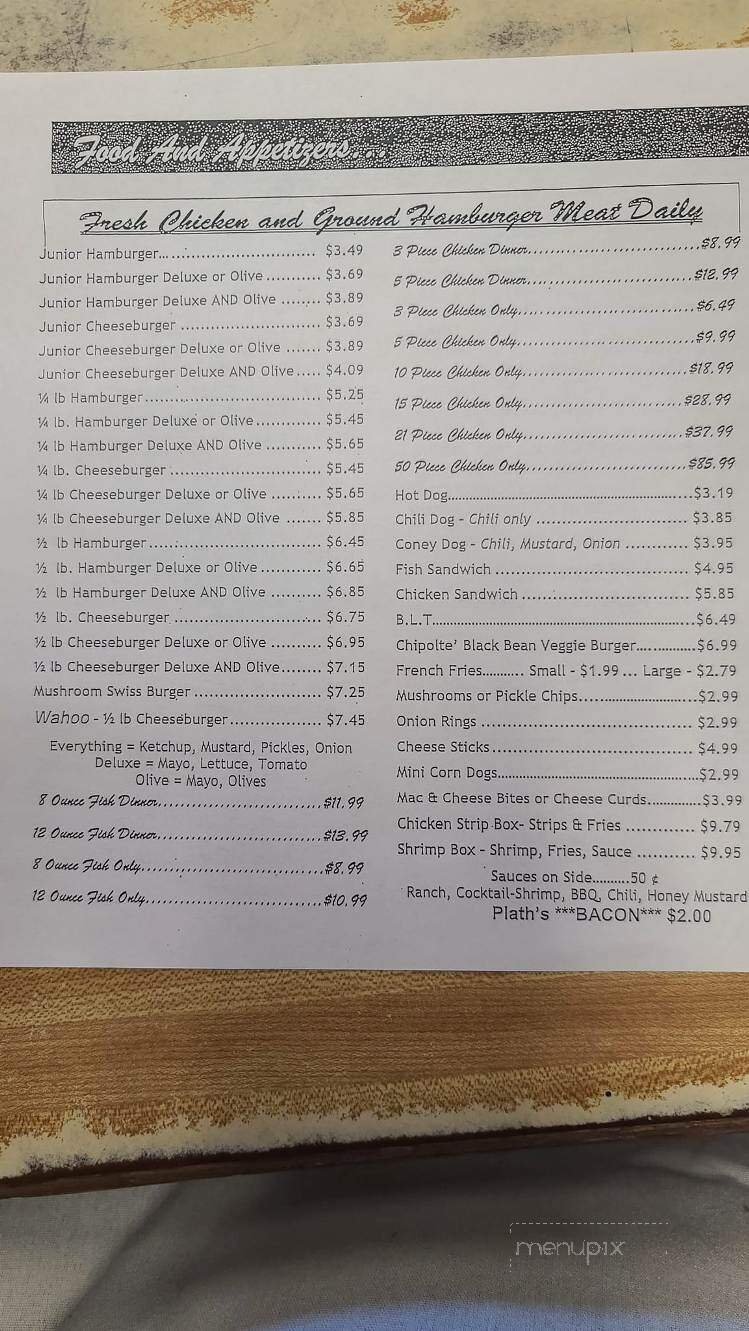 Food And Appetizers...
Fresh Chicken and Ground Hamburger Meat Daily
Junior Hamburger... $3.49
Junior Hamburger Deluxe or Olive ........... $3.69
Junior Hamburger Deluxe AND Olive ........ $3.89
Junior Cheeseburger ............................ $3.69
Junior Cheeseburger Deluxe or Olive ....... $3.89
Junior Cheeseburger Deluxe AND Olive ..... $4.09
¼ lb Hamburger................................... $5.25
¼ lb. Hamburger Deluxe or Olive............. $5.45
¼ lb Hamburger Deluxe AND Olive ........... $5.65
¼ lb. Cheeseburger .............................. $5.45
¼ lb Cheeseburger Deluxe or Olive .......... $5.65
¼ lb Cheeseburger Deluxe AND Olive ....... $5.85
½ lb Hamburger.................................. $6.45
½ lb. Hamburger Deluxe or Olive............ $6.65
½ lb Hamburger Deluxe AND Olive .......... $6.85
½ lb. Cheeseburger ............................. $6.75
½ lb Cheeseburger Deluxe or Olive .......... $6.95
½ lb Cheeseburger Deluxe AND Olive........ $7.15
Mushroom Swiss Burger ......................... $7.25
Wahoo - ½ lb Cheeseburger.................. $7.45
Everything = Ketchup, Mustard, Pickles, Onion
Deluxe = Mayo, Lettuce, Tomato
Olive = Mayo, Olives
8 Ounce Fish Dinner............................$11.99
12 Ounce Fish Dinner............................$13.99
8 Ounce Fish Only...............................$8.99
12 Ounce Fish Only...............................$10.99
3 Piece Chicken Dinner.............................$8.99
5 Piece Chicken Dinner............................$12.99
3 Piece Chicken Only...............................$6.49
5 Piece Chicken Only...............................$9.99
10 Piece Chicken Only............................$18.99
15 Piece Chicken Only...........................$28.99
21 Piece Chicken Only...........................$37.99
50 Piece Chicken Only...........................$85.99
Hot Dog............................................$3.19
Chili Dog - Chili only ........................... $3.85
Coney Dog - Chili, Mustard, Onion ........... $3.95
Fish Sandwich .................................. $4.95
Chicken Sandwich ............................. $5.85
B.L.T................................................$6.49
Chipolte' Black Bean Veggie Burger...............$6.99
French Fries.......... Small - $1.99 ... Large - $2.79
Mushrooms or Pickle Chips.....................$2.99
Onion Rings ..................................... $2.99
Cheese Sticks................................... $4.99
Mini Corn Dogs.....................................$2.99
Mac & Cheese Bites or Cheese Curds.............$3.99
Chicken Strip Box- Strips & Fries ............ $9.79
Shrimp Box - Shrimp, Fries, Sauce ........... $9.95
Sauces on Side..........50 ¢
Ranch, Cocktail-Shrimp, BBQ, Chili, Honey Mustard
Plath's ***BACON*** $2.00
menupix